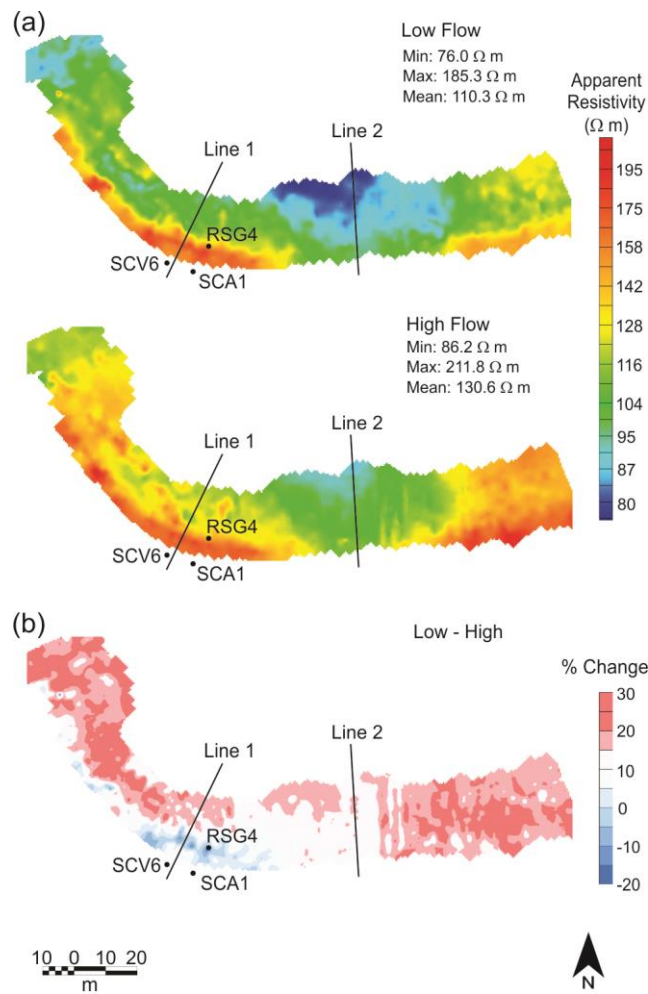 (a)
Low Flow
Min: 76.0 Ω m
Max: 185.3 Ω m
Mean: 110.3 Ω m
Apparent
Resistivity
(Ω m)
195
175
158
142
128
116
104
95
87
80
Line 1
Line 2
RSG4
SCV6
SCA1
High Flow
Min: 86.2 Ω m
Max: 211.8 Ω m
Mean: 130.6 Ω m
Line 1
Line 2
RSG4
SCV6
SCA1
(b)
Low - High
% Change
30
20
10
0
-10
-20
Line 1
Line 2
RSG4
SCV6
SCA1
10 0 10 20
m
N